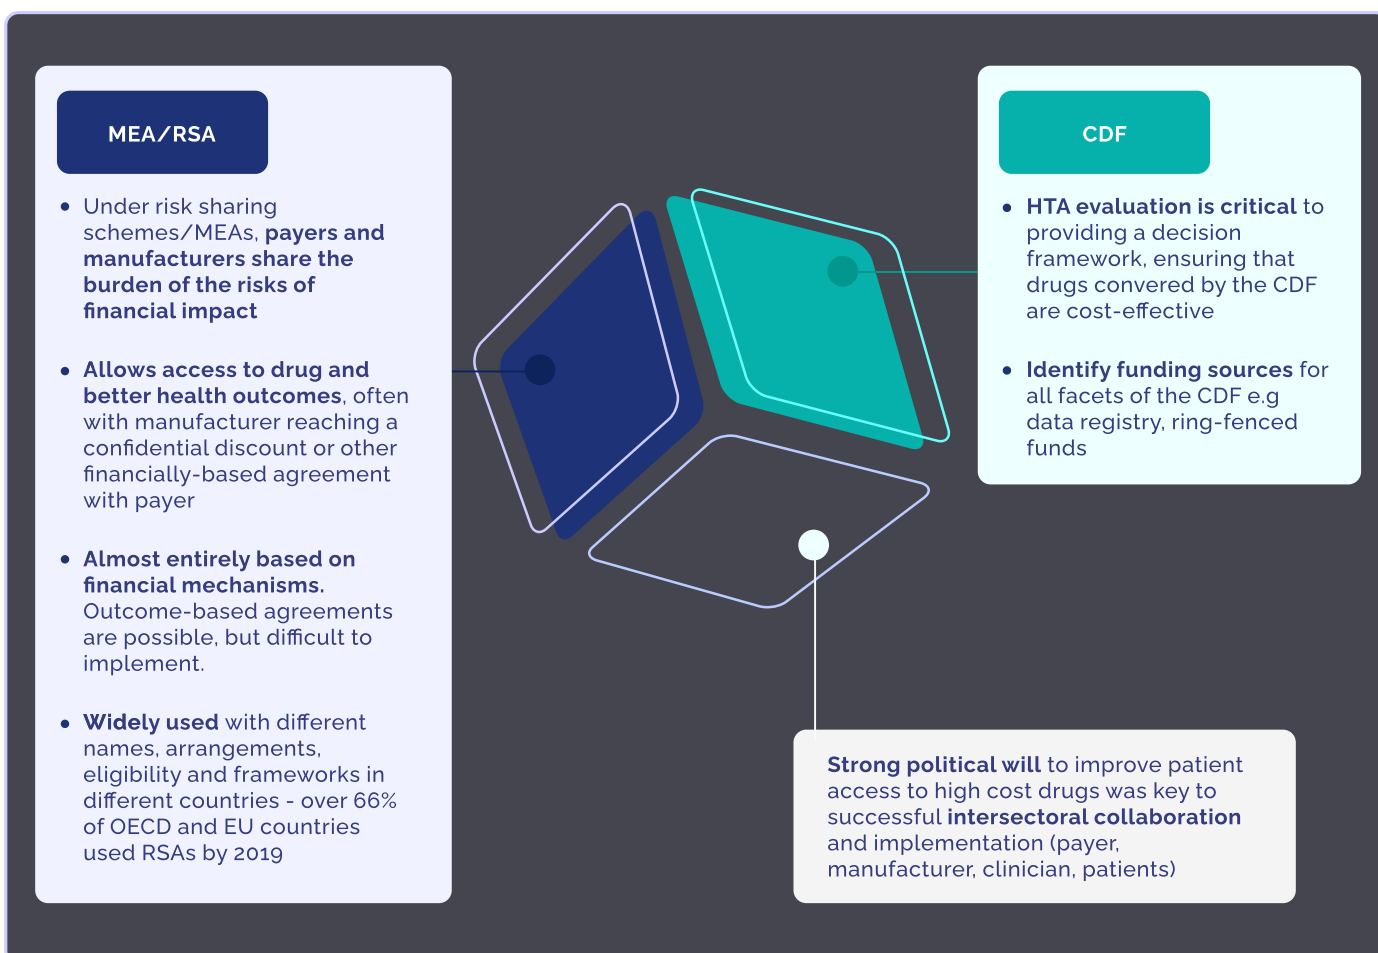 MEA/RSA
• Under risk sharing
schemes/MEAs, payers and
manufacturers share the
burden of the risks of
financial impact
• Allows access to drug and
better health outcomes, often
with manufacturer reaching a
confidential discount or other
financially-based agreement
with payer
• Almost entirely based on
financial mechanisms.
Outcome-based agreements
are possible, but difficult to
implement.
• Widely used with different
names, arrangements,
eligibility and frameworks in
different countries - over 66%
of OECD and EU countries
used RSAs by 2019
CDF
• HTA evaluation is critical to
providing a decision
framework, ensuring that
drugs convered by the CDF
are cost-effective
• Identify funding sources for
all facets of the CDF e.g
data registry, ring-fenced
funds
Strong political will to improve patient
access to high cost drugs was key to
successful intersectoral collaboration
and implementation (payer,
manufacturer, clinician, patients)